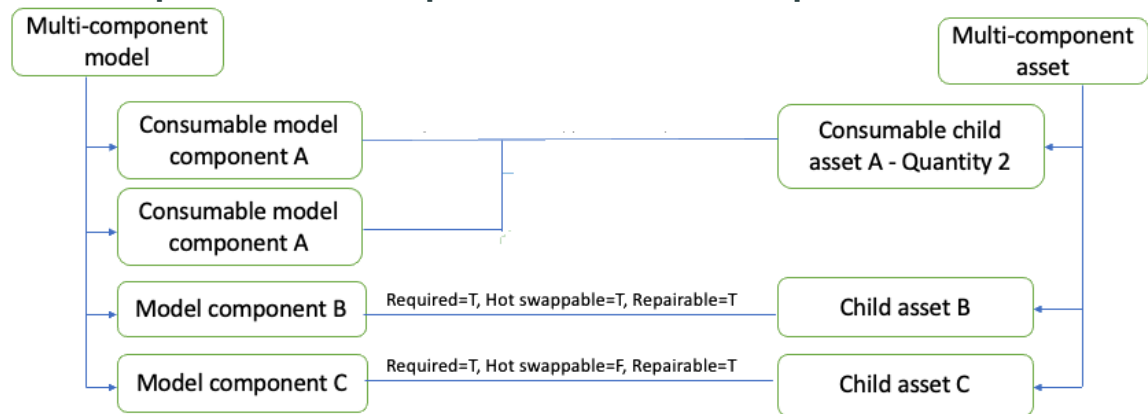 Multi-component
model
Multi-component
asset
Consumable model
component A
Consumable child
asset A - Quantity 2
Consumable model
component A
Model component B
Required=T, Hot swappable=T, Repairable=T
Child asset B
Model component C
Required=T, Hot swappable=F, Repairable=T
Child asset C